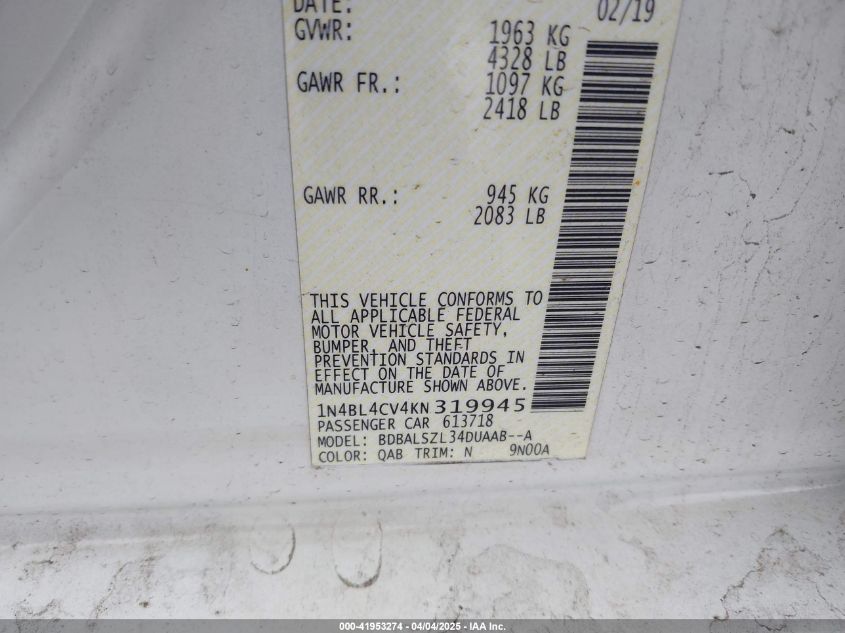 DATE: 02/19
GVWR: 1963 KG
4328 LB
GAWR FR.: 1097 KG
2418 LB
GAWR RR.: 945 KG
2083 LB
THIS VEHICLE CONFORMS TO
ALL APPLICABLE FEDERAL
MOTOR VEHICLE SAFETY,
BUMPER, AND THEFT
PREVENTION STANDARDS IN
EFFECT ON THE DATE OF
MANUFACTURE SHOWN ABOVE.
1N4BL4CV4KN319945
PASSENGER CAR 613718
MODEL: BDBALSZL34DUAAB--A
COLOR: QAB TRIM: N 9N00A
000-41953274 - 04/04/2025 - IAA Inc.